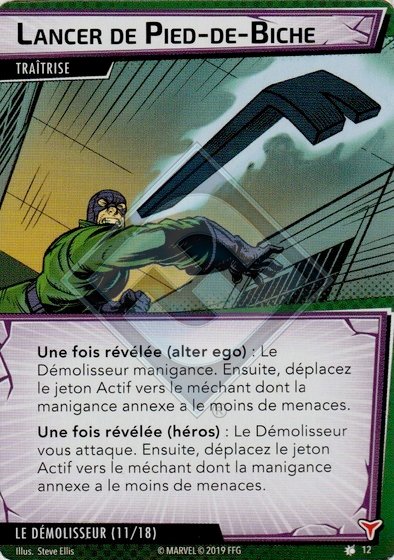 LANCER DE PIED-DE-BICHE
TRAÎTRISE
Une fois révélée (alter ego) : Le
Démolisseur manigance. Ensuite, déplacez
le jeton Actif vers le méchant dont la
manigance annexe a le moins de menaces.
Une fois révélée (héros) : Le Démolisseur
vous attaque. Ensuite, déplacez le jeton
Actif vers le méchant dont la manigance
annexe a le moins de menaces.
LE DÉMOLISSEUR (11/18)
Illus. Steve Ellis © MARVEL © 2019 FFG 12